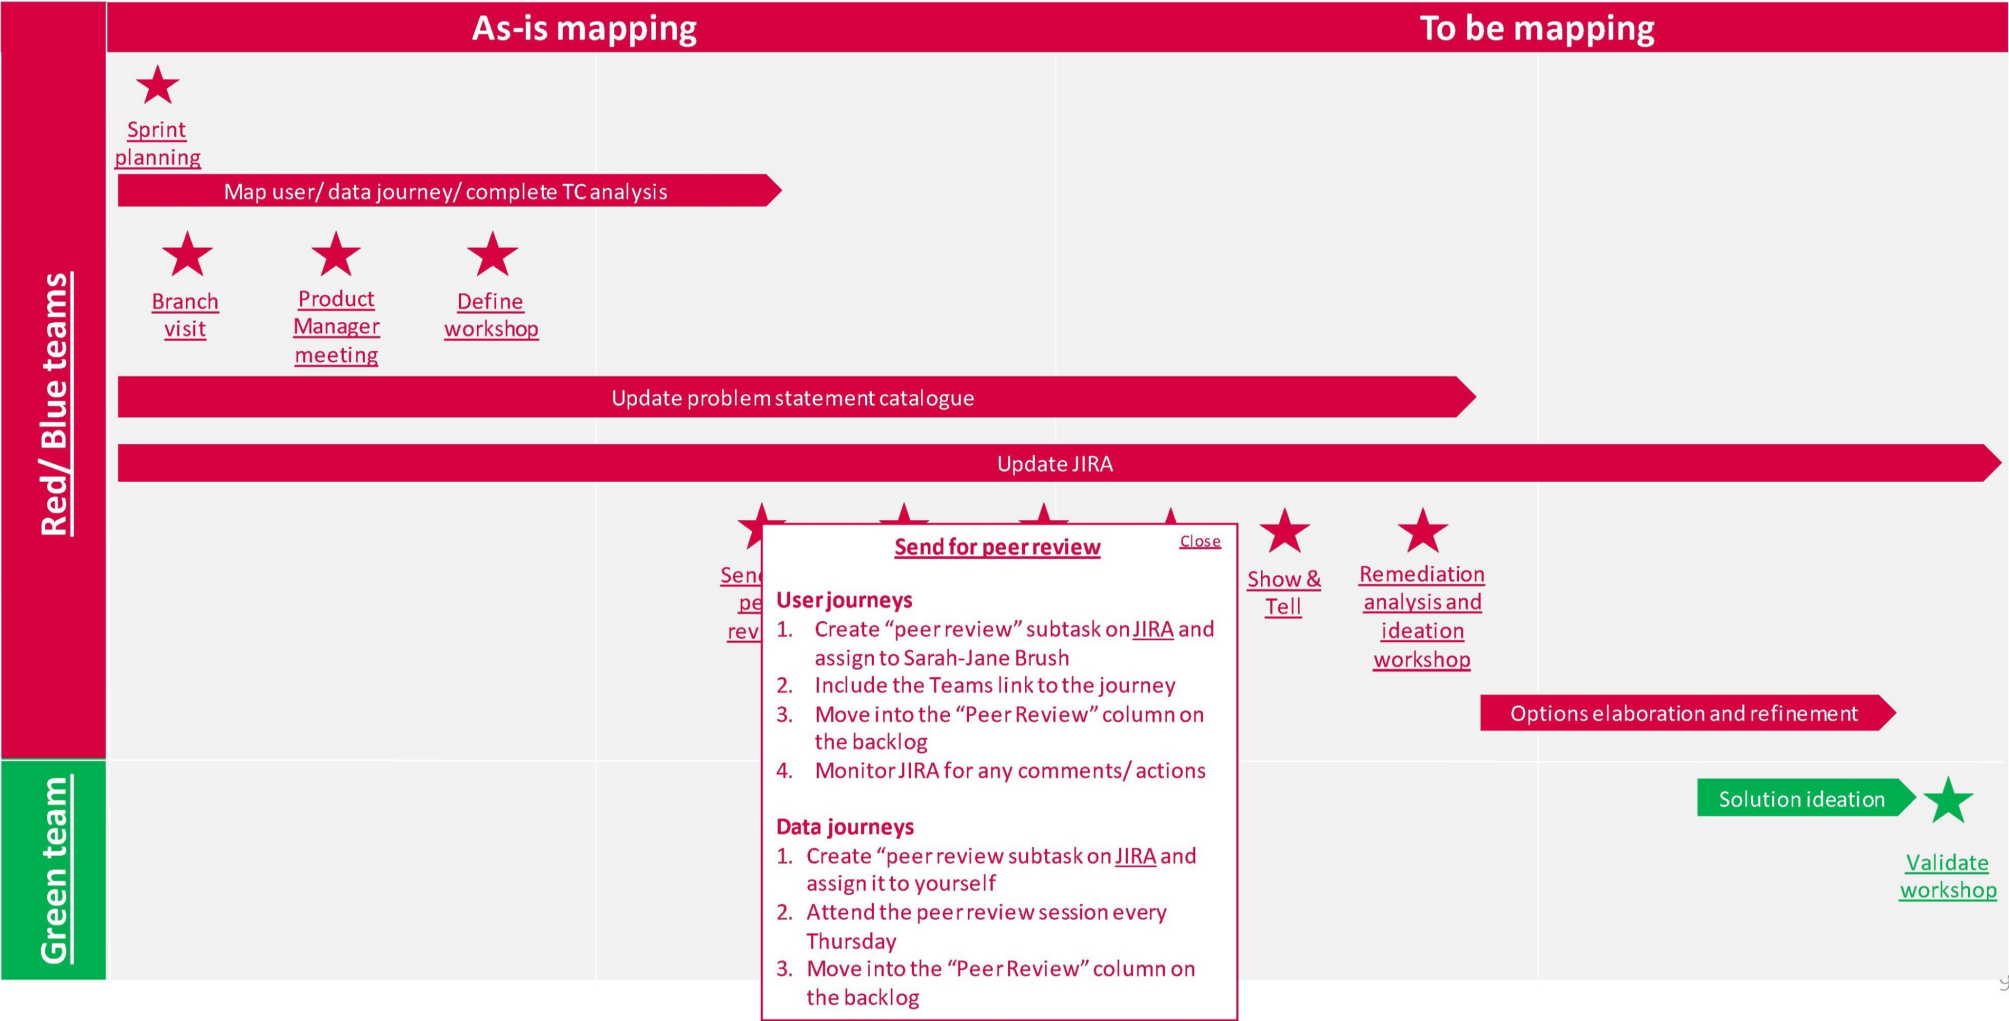 As-is mapping
To be mapping
Red/ Blue teams
Sprint
planning
Map user/ data journey/ complete TC analysis
Branch
visit
Product
Manager
meeting
Define
workshop
Update problem statement catalogue
Update JIRA
Send for peer review
Close
User journeys
1. Create “peer review” subtask on JIRA and
assign to Sarah-Jane Brush
2. Include the Teams link to the journey
3. Move into the “Peer Review” column on
the backlog
4. Monitor JIRA for any comments/ actions
Data journeys
1. Create “peer review subtask on JIRA and
assign it to yourself
2. Attend the peer review session every
Thursday
3. Move into the “Peer Review” column on
the backlog
Show &
Tell
Remediation
analysis and
ideation
workshop
Options elaboration and refinement
Green team
Solution ideation
Validate
workshop